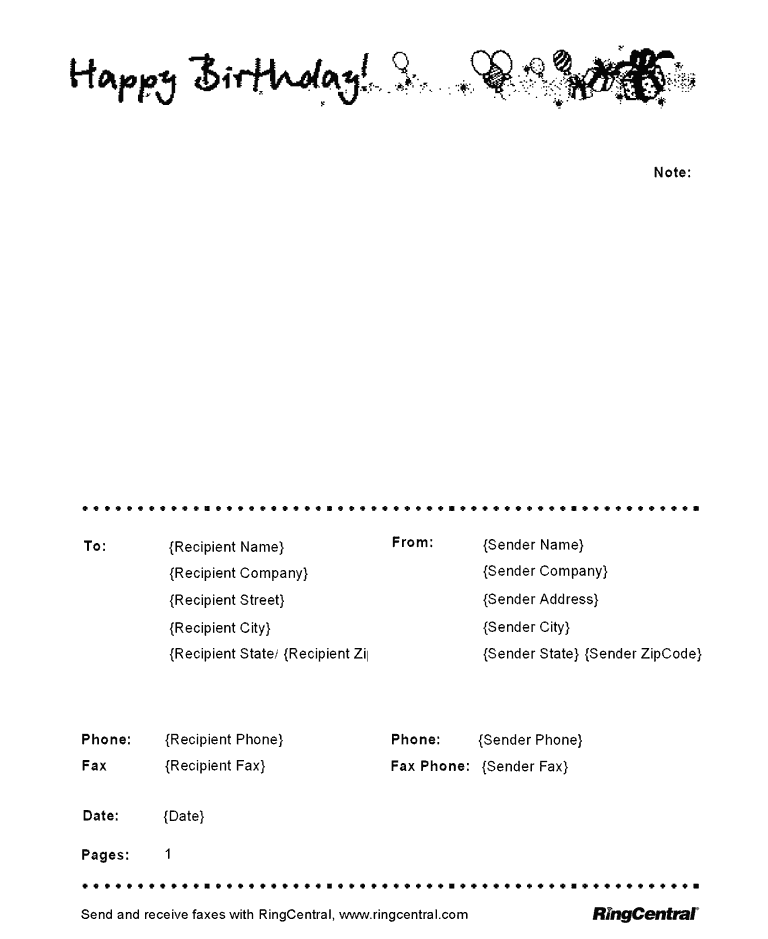 Happy Birthday!
Note:
To: {Recipient Name} From: {Sender Name}
{Recipient Company} {Sender Company}
{Recipient Street} {Sender Address}
{Recipient City} {Sender City}
{Recipient State/ {Recipient Zi {Sender State} {Sender ZipCode}
Phone: {Recipient Phone} Phone: {Sender Phone}
Fax {Recipient Fax} Fax Phone: {Sender Fax}
Date: {Date}
Pages: 1
Send and receive faxes with RingCentral, www.ringcentral.com RingCentral